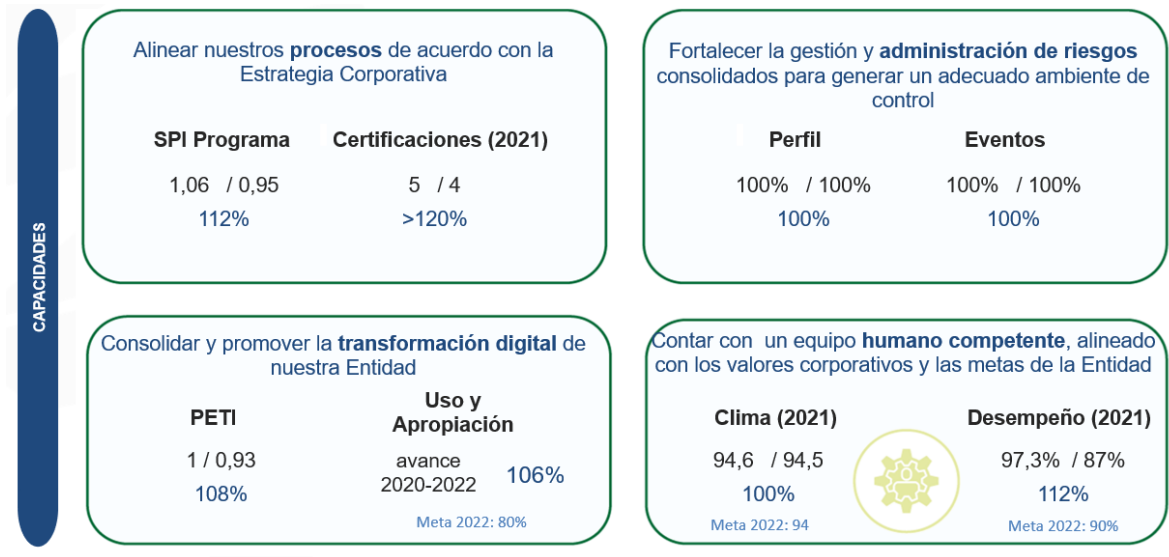 CAPACIDADES
Alinear nuestros procesos de acuerdo con la
Estrategia Corporativa
SPI Programa
Certificaciones (2021)
1,06 / 0,95
5 / 4
112%
>120%
Fortalecer la gestión y administración de riesgos
consolidados para generar un adecuado ambiente de
control
Perfil
Eventos
100% / 100%
100% / 100%
100%
100%
Consolidar y promover la transformación digital de
nuestra Entidad
PETI
Uso y
Apropiación
1 / 0,93
108%
avance
2020-2022
106%
Meta 2022: 80%
Contar con un equipo humano competente, alineado
con los valores corporativos y las metas de la Entidad
Clima (2021)
Desempeño (2021)
94,6 / 94,5
97,3% / 87%
100%
112%
Meta 2022: 94
Meta 2022: 90%